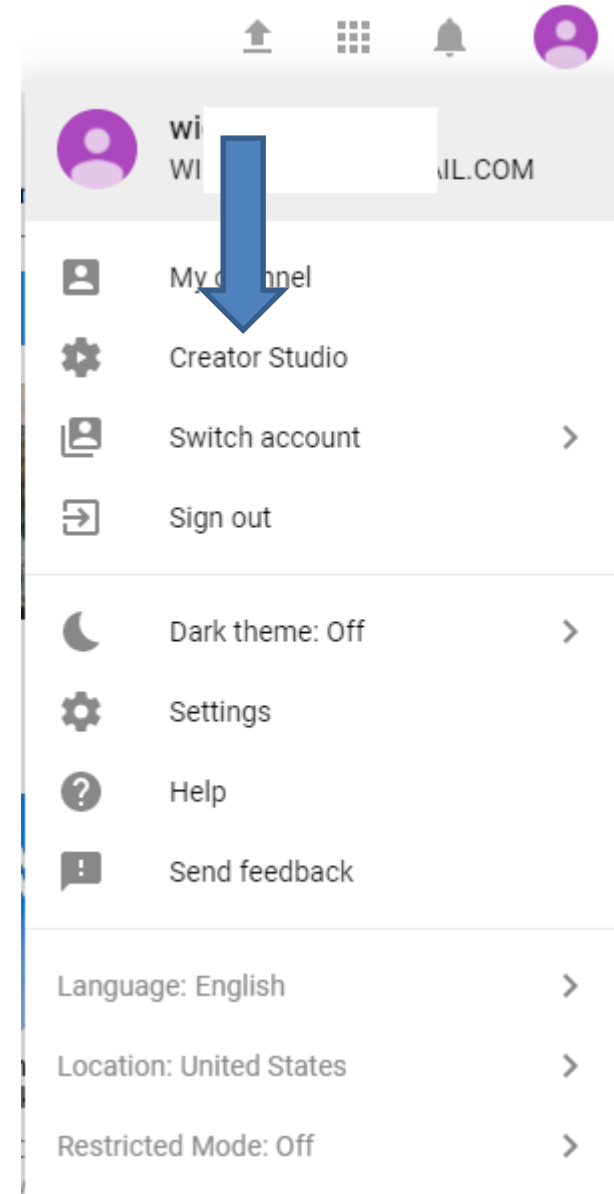 wi
WI
IL.COM
My
nnel
Creator Studio
Switch account
Sign out
Dark theme: Off
Settings
Help
Send feedback
Language: English
Location: United States
Restricted Mode: Off